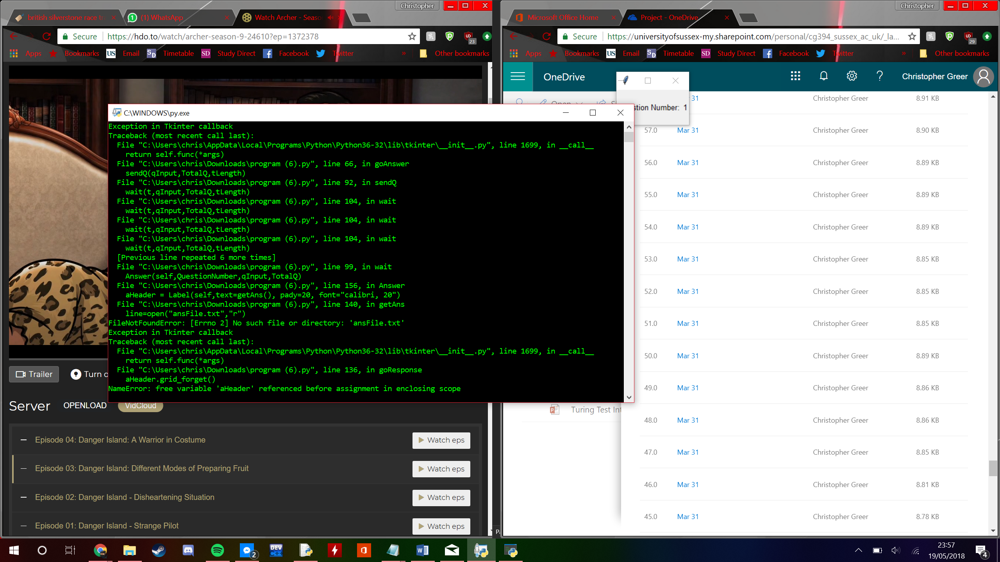 Christopher
british silverstone race tr
(1) WhatsApp
Watch Archer - Seaso
Secure
https://hdo.to/watch/archer-season-9-24610?ep=1372378
23
Apps
Bookmarks
US
Email
SD
Timetable
SD
Study Direct
Facebook
Twitter
»
Other bookmarks
Christopher
Microsoft Office Home
Project - OneDrive
Secure
https://universityofsussex-my.sharepoint.com/personal/cg394_sussex_ac_uk/_la...
29
Apps
Bookmarks
US
Email
SD
Timetable
SD
Study Direct
Facebook
Twitter
»
Other bookmarks
OneDrive
Christopher Greer
Open
stion Number: 1
C:\WINDOWS\py.exe
Exception in Tkinter callback
Traceback (most recent call last):
File "C:\Users\chris\AppData\Local\Programs\Python\Python36-32\lib\tkinter\__init__.py", line 1699, in __call__
return self.func(*args)
File "C:\Users\chris\Downloads\program (6).py", line 66, in goAnswer
sendQ(qInput,TotalQ,tLength)
File "C:\Users\chris\Downloads\program (6).py", line 92, in sendQ
wait(t,qInput,TotalQ,tLength)
File "C:\Users\chris\Downloads\program (6).py", line 104, in wait
wait(t,qInput,TotalQ,tLength)
File "C:\Users\chris\Downloads\program (6).py", line 104, in wait
wait(t,qInput,TotalQ,tLength)
File "C:\Users\chris\Downloads\program (6).py", line 104, in wait
wait(t,qInput,TotalQ,tLength)
[Previous line repeated 6 more times]
File "C:\Users\chris\Downloads\program (6).py", line 99, in wait
Answer(self,QuestionNumber,qInput,TotalQ)
File "C:\Users\chris\Downloads\program (6).py", line 156, in Answer
aHeader = Label(self,text=getAns(), pady=20, font="calibri, 20")
File "C:\Users\chris\Downloads\program (6).py", line 140, in getAns
line=open("ansFile.txt","r")
FileNotFoundError: [Errno 2] No such file or directory: 'ansFile.txt'
Exception in Tkinter callback
Traceback (most recent call last):
File "C:\Users\chris\AppData\Local\Programs\Python\Python36-32\lib\tkinter\__init__.py", line 1699, in __call__
return self.func(*args)
File "C:\Users\chris\Downloads\program (6).py", line 136, in goResponse
aHeader.grid_forget()
NameError: free variable 'aHeader' referenced before assignment in enclosing scope
31 Christopher Greer 8.91 KB
57.0 Mar 31 Christopher Greer 8.90 KB
56.0 Mar 31 Christopher Greer 8.89 KB
55.0 Mar 31 Christopher Greer 8.89 KB
54.0 Mar 31 Christopher Greer 8.89 KB
53.0 Mar 31 Christopher Greer 8.85 KB
52.0 Mar 31 Christopher Greer 8.85 KB
51.0 Mar 31 Christopher Greer 8.85 KB
50.0 Mar 31 Christopher Greer 8.89 KB
49.0 Mar 31 Christopher Greer 8.86 KB
48.0 Mar 31 Christopher Greer 8.86 KB
47.0 Mar 31 Christopher Greer 8.85 KB
46.0 Mar 31 Christopher Greer 8.81 KB
45.0 Mar 31 Christopher Greer 8.78 KB
Turing Test Int
Trailer
Turn o
Server
OPENLOAD
VidCloud
Episode 04: Danger Island: A Warrior in Costume
Watch eps
Episode 03: Danger Island: Different Modes of Preparing Fruit
Watch eps
Episode 02: Danger Island - Disheartening Situation
Watch eps
Episode 01: Danger Island - Strange Pilot
Watch eps
Pa
2
DEV
C++
23:57
19/05/2018
4